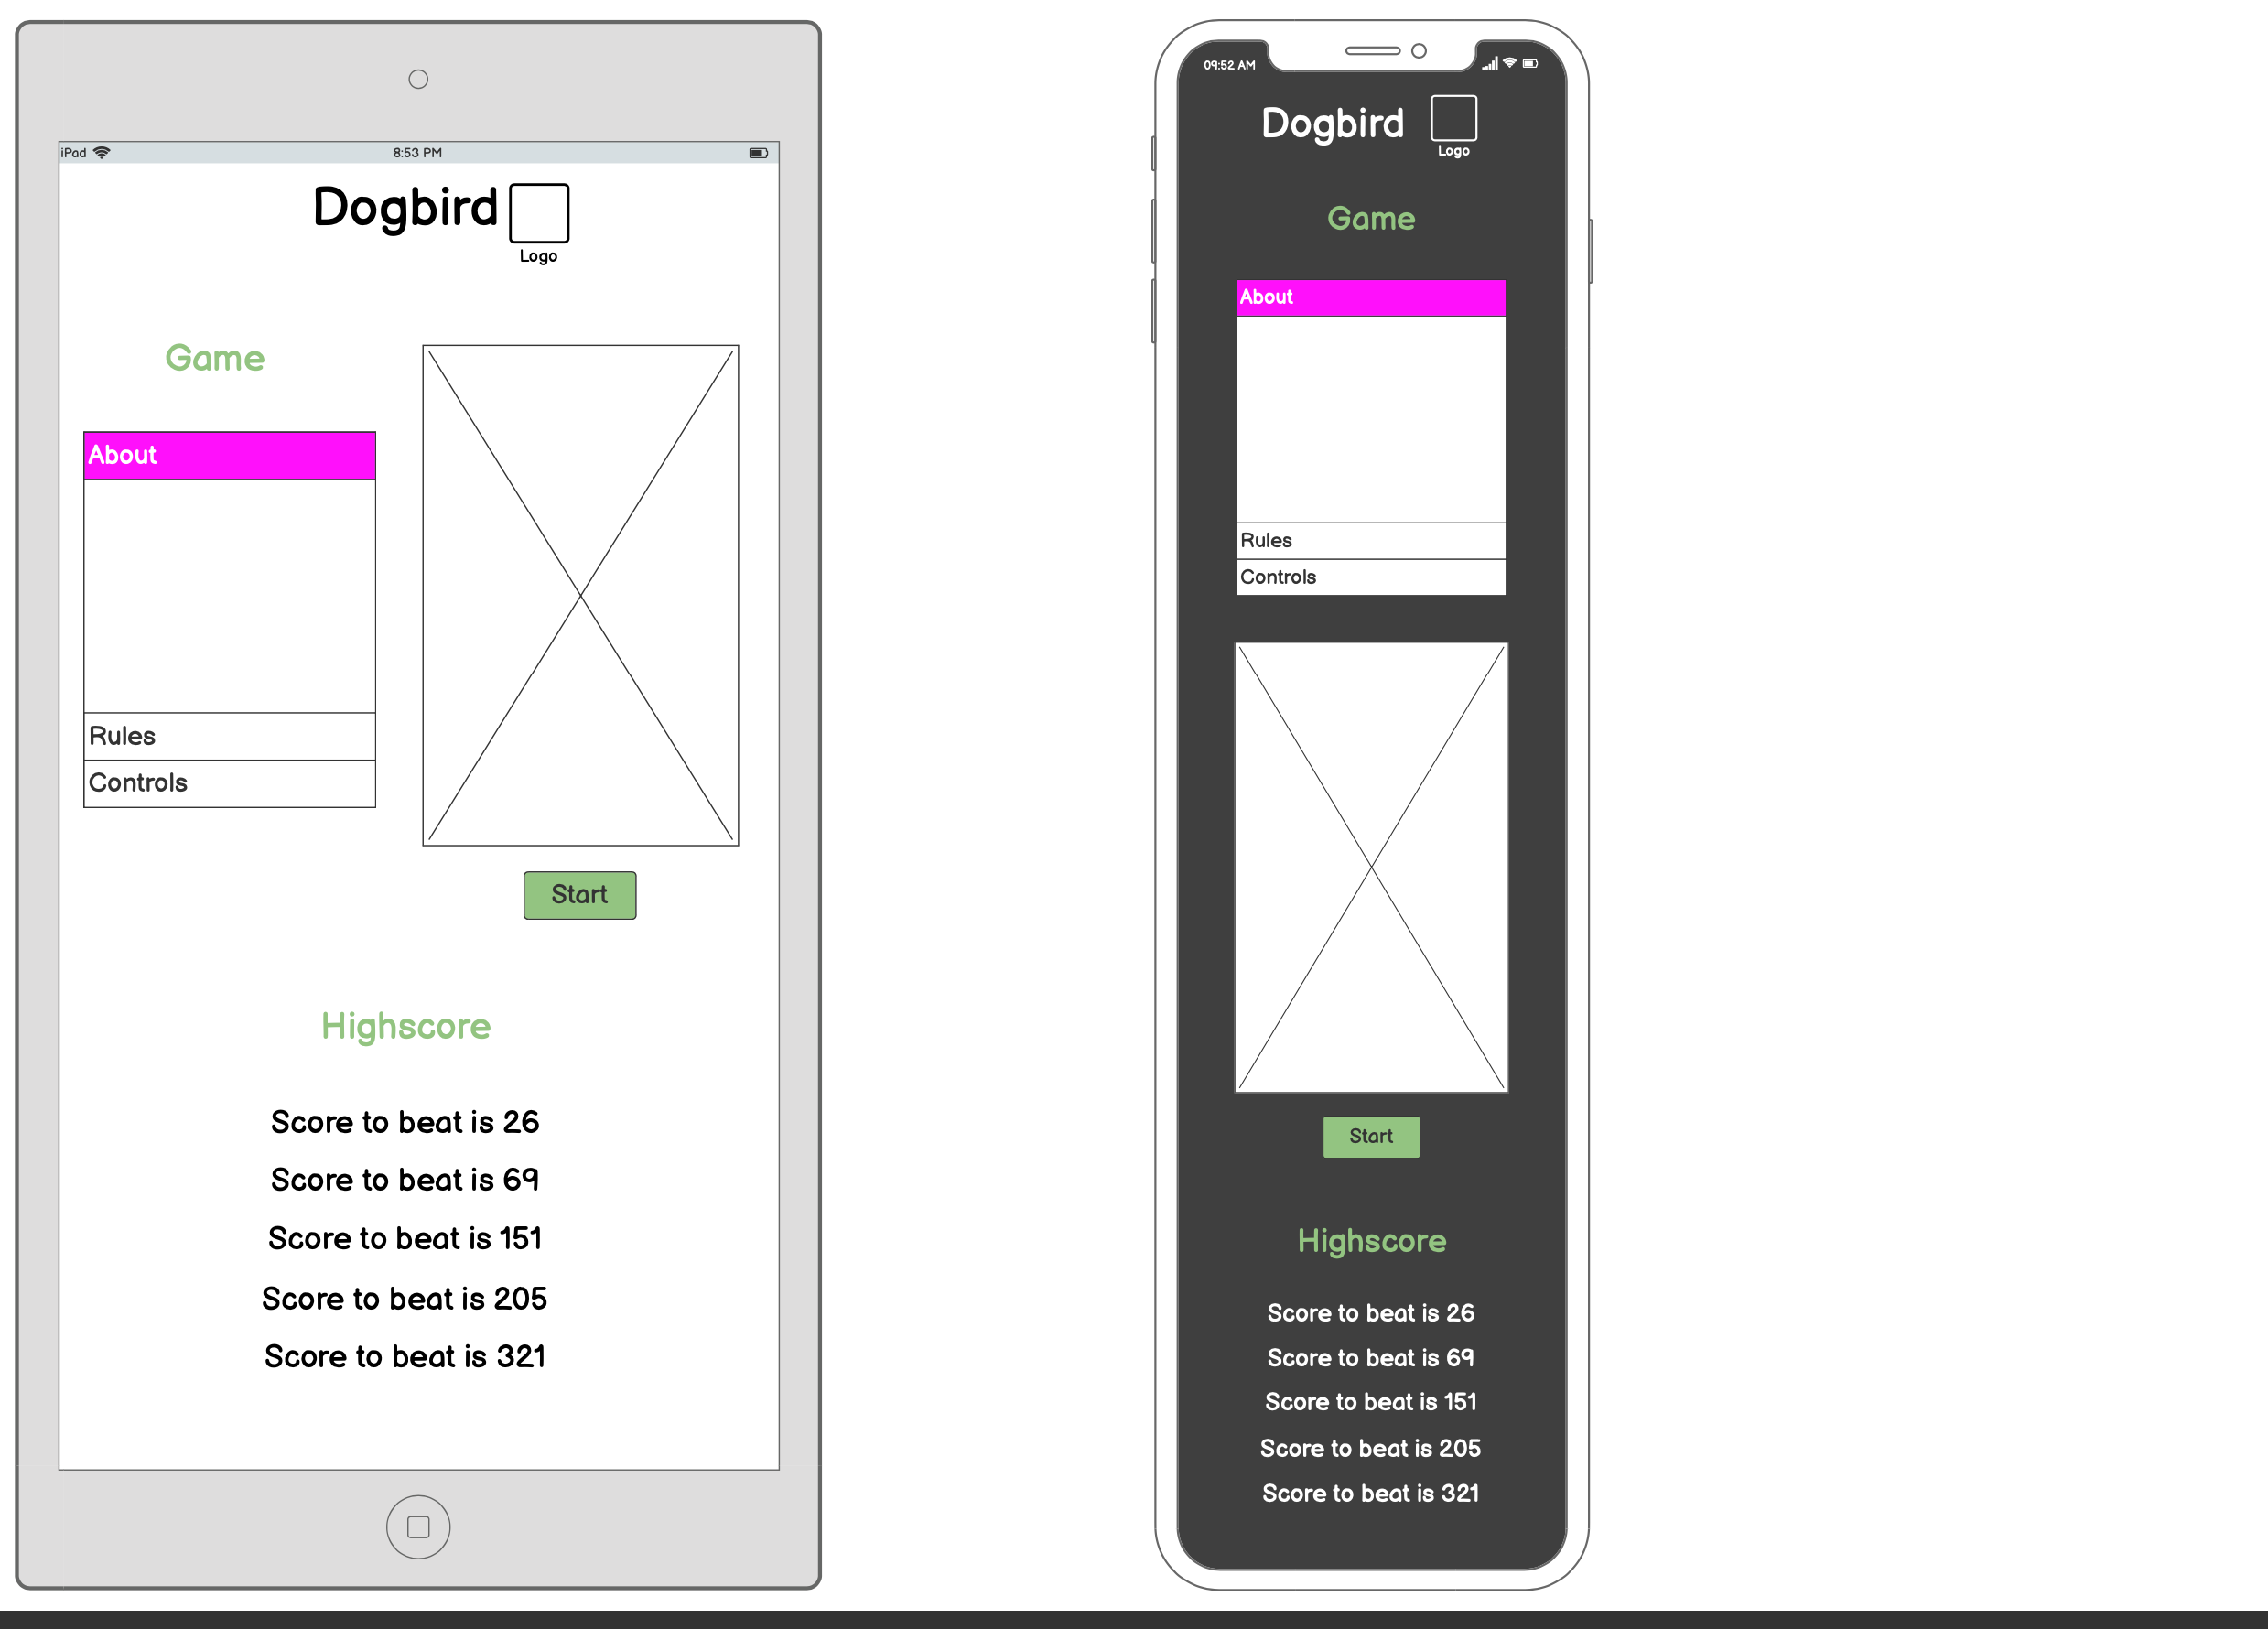 iPad 8:53 PM
Dogbird
Logo
Game
About
Rules
Controls
Start
Highscore
Score to beat is 26
Score to beat is 69
Score to beat is 151
Score to beat is 205
Score to beat is 321
09:52 AM
Dogbird
Logo
Game
About
Rules
Controls
Start
Highscore
Score to beat is 26
Score to beat is 69
Score to beat is 151
Score to beat is 205
Score to beat is 321